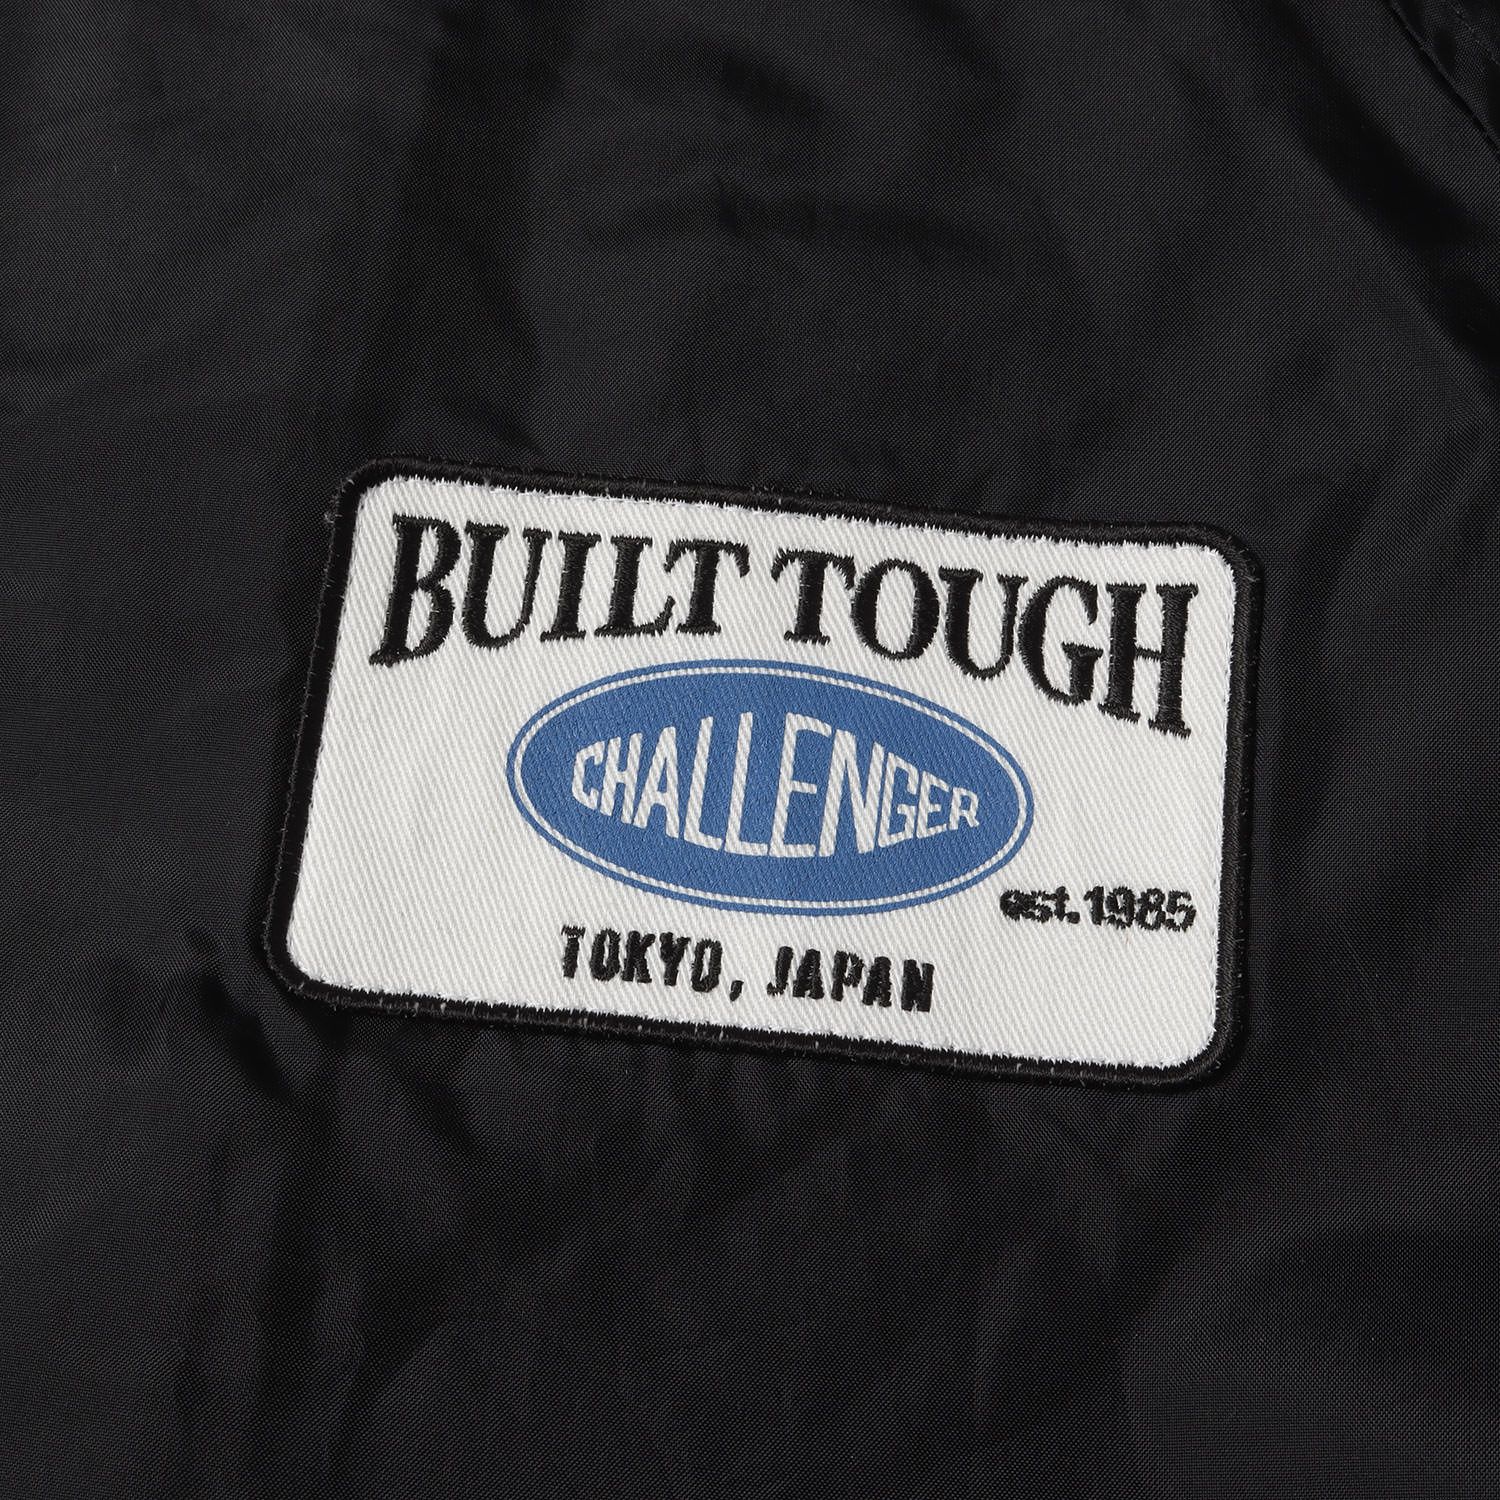 BUILT TOUGH
CHALLENGER
est.1985
TOKYO, JAPAN